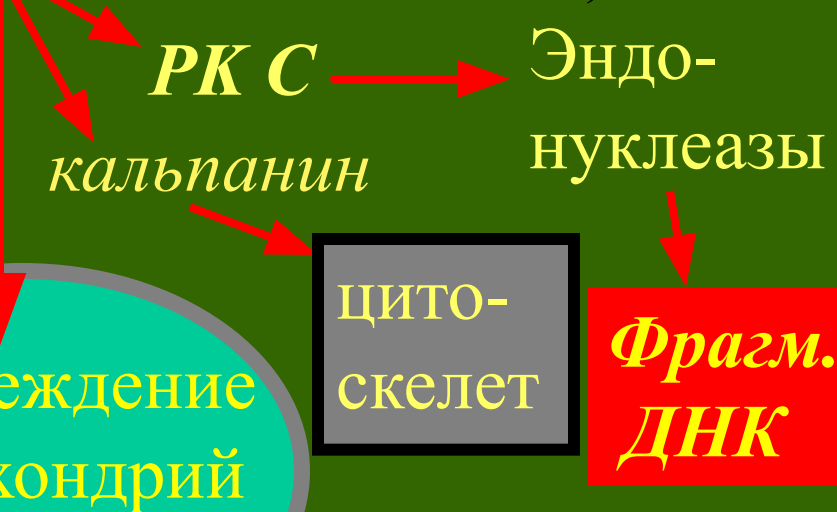 РК С
Эндо-
нуклеазы
кальпанин
цито-
скелет
Фрагм.
ДНК
еждение
хондрий